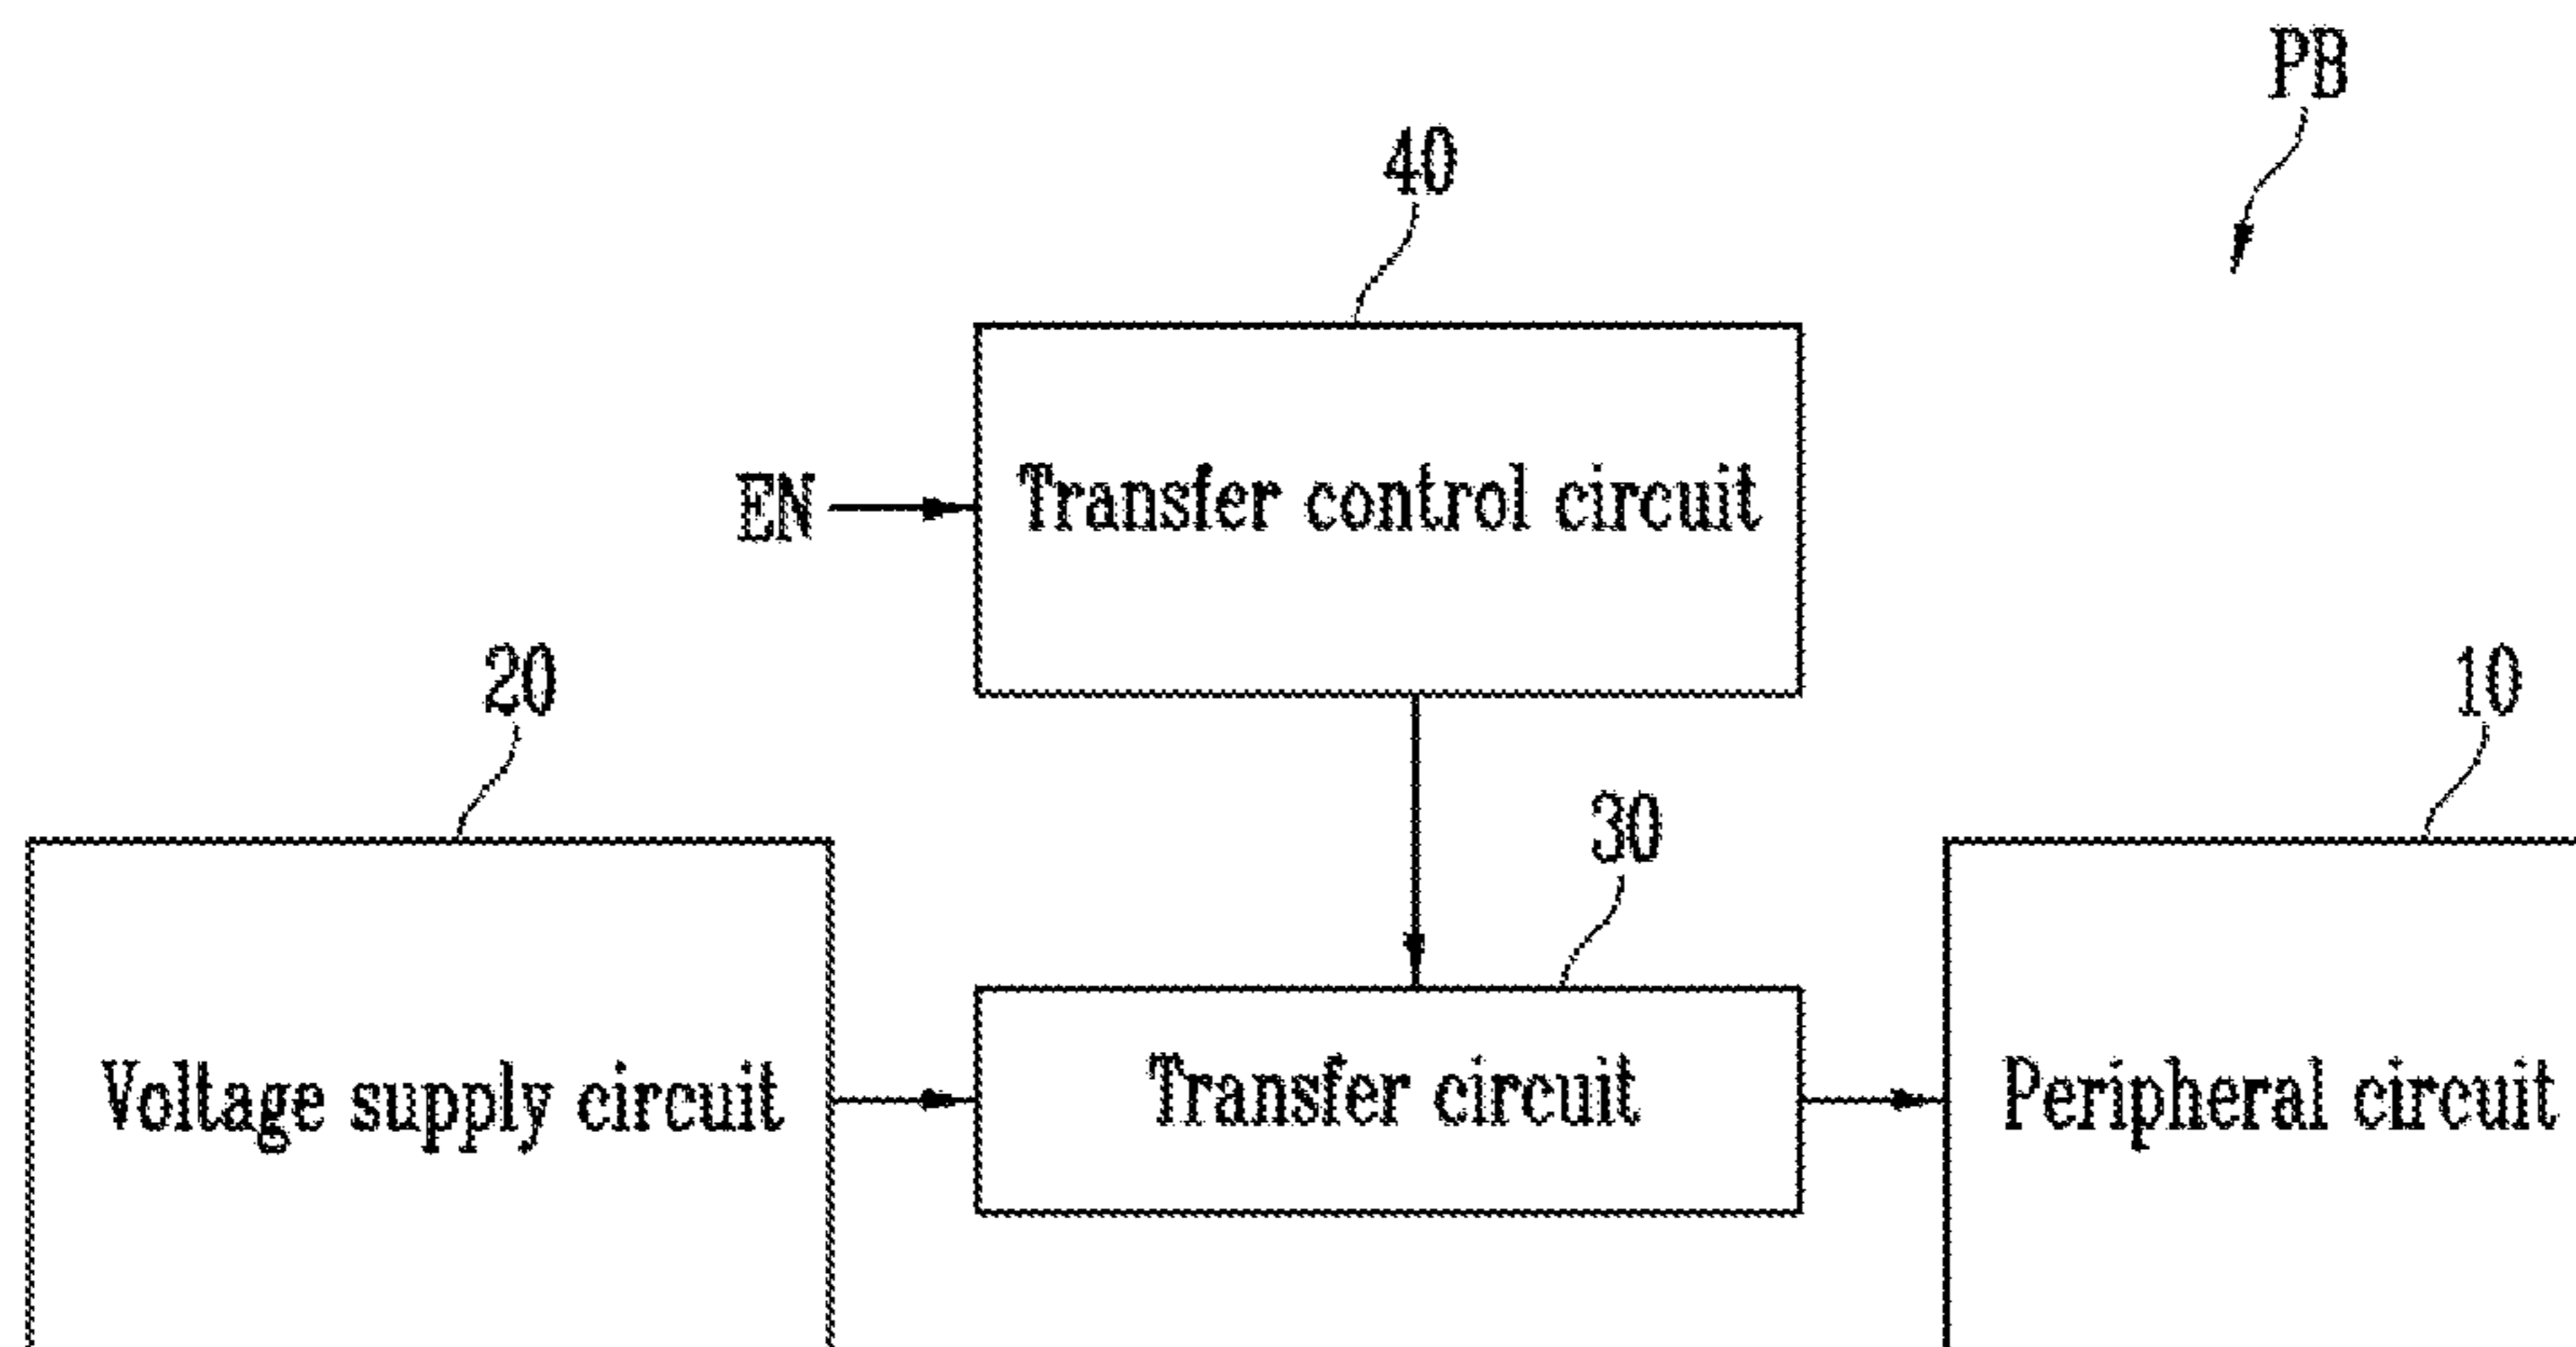 PB
40
EN
Transfer control circuit
20
10
30
Voltage supply circuit
Transfer circuit
Peripheral circuit